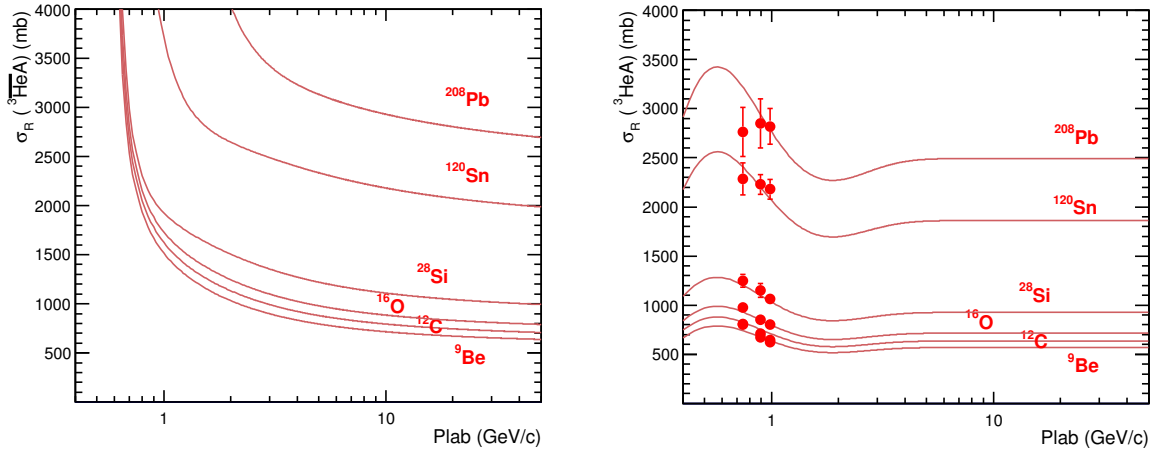 σR ( ³H̅e̅A) (mb)
4000
3500
3000
2500
2000
1500
1000
500
²⁰⁸Pb
¹²⁰Sn
²⁸Si
¹⁶O
¹²C
⁹Be
1
10
Plab (GeV/c)
σR ( ³HeA) (mb)
4000
3500
3000
2500
2000
1500
1000
500
²⁰⁸Pb
¹²⁰Sn
²⁸Si
¹⁶O
¹²C
⁹Be
1
10
Plab (GeV/c)